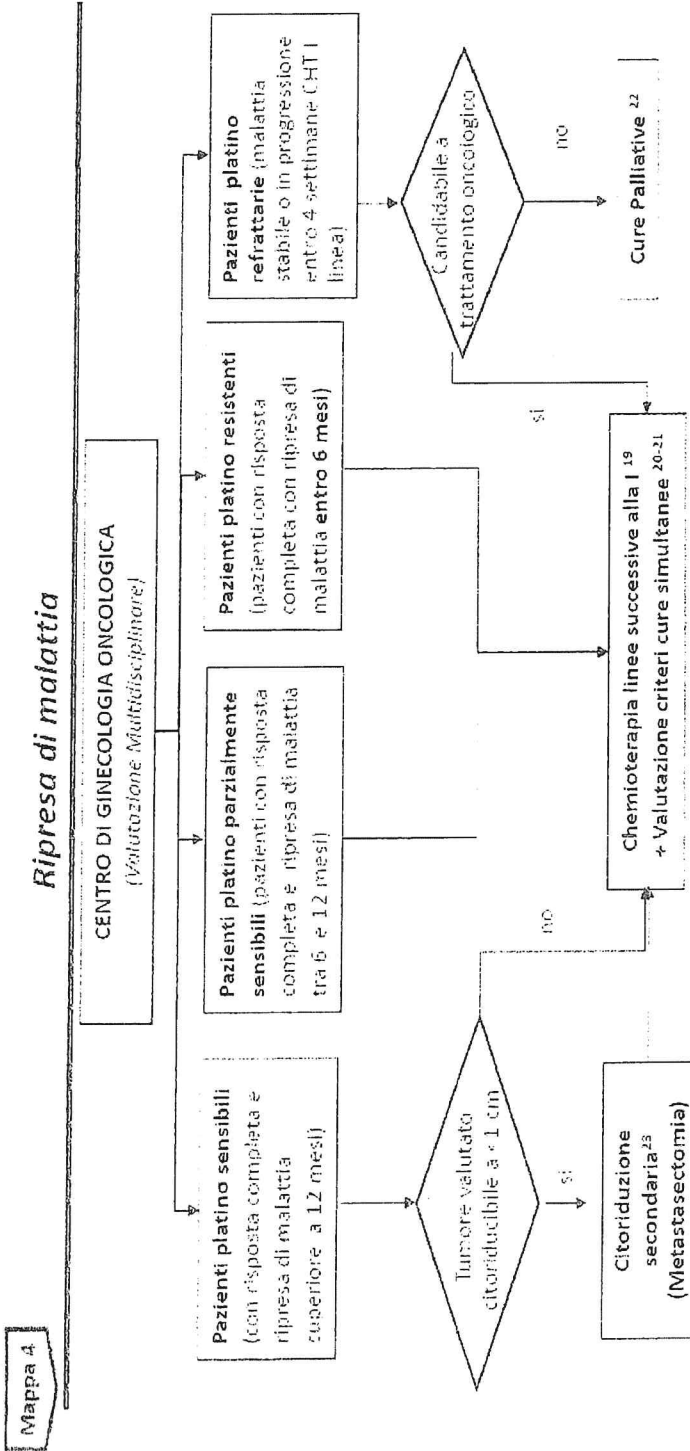 Mappa 4
Ripresa di malattia
CENTRO DI GINECOLOGIA ONCOLOGICA
(Valutazione Multidisciplinare)
Pazienti platino sensibili
(con risposta completa e
ripresa di malattia
superiore a 12 mesi)
Pazienti platino parzialmente
sensibili (pazienti con risposta
completa e ripresa di malattia
tra 6 e 12 mesi)
Pazienti platino resistenti
(pazienti con risposta
completa con ripresa di
malattia entro 6 mesi)
Pazienti platino
refrattarie (malattia
stabile o in progressione
entro 4 settimane CHT I
linea)
Tumore valutato
citoriducibile a <1 cm
Candidabile a
trattamento oncologico
si
no
si
no
Citoriduzione
secondaria²³
(Metastasectomia)
Chemioterapia linee successive alla I ¹⁹
+ Valutazione criteri cure simultanee ²⁰⁻²¹
Cure Palliative ²²